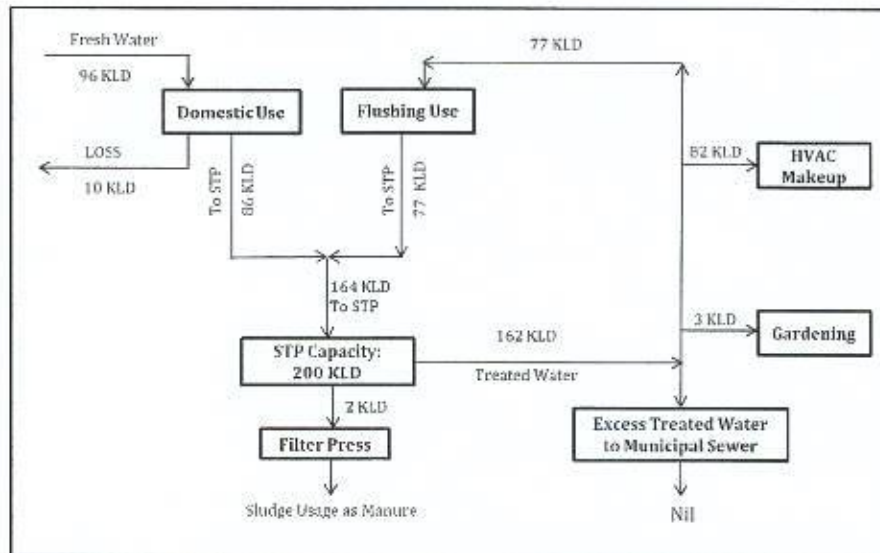 Fresh Water
96 KLD
77 KLD
Domestic Use
Flushing Use
LOSS
10 KLD
To STP
86 KLD
To STP
77 KLD
82 KLD
HVAC
Makeup
164 KLD
To STP
STP Capacity:
200 KLD
162 KLD
Treated Water
3 KLD
Gardening
2 KLD
Filter Press
Excess Treated Water
to Municipal Sewer
Sludge Usage as Manure
Nil